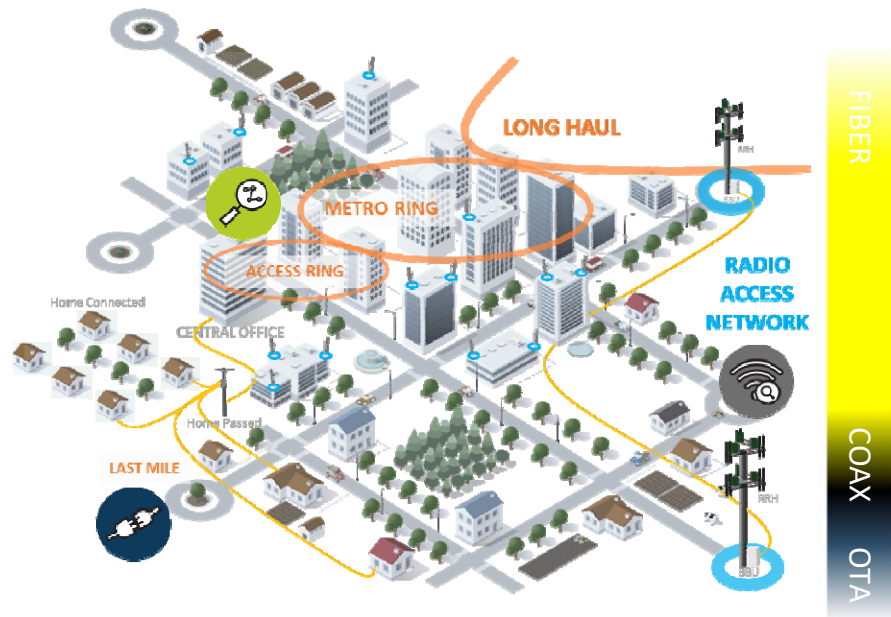 LONG HAUL
FIBER
RRH
BBU
METRO RING
ACCESS RING
RADIO
ACCESS
NETWORK
Home Connected
CENTRAL OFFICE
Home Passed
LAST MILE
COAX
RRH
BBU
OTA